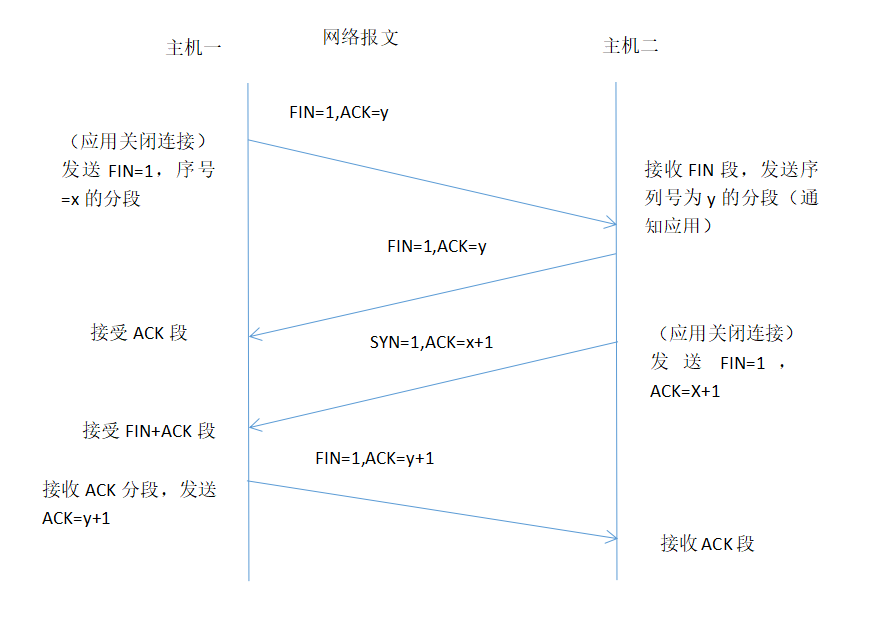 主机一
网络报文
主机二
FIN=1,ACK=y
（应用关闭连接）
发送 FIN=1，序号
=x 的分段
接收 FIN 段，发送序
列号为 y 的分段（通
知应用）
FIN=1,ACK=y
接受 ACK 段
SYN=1,ACK=x+1
（应用关闭连接）
发 送 FIN=1 ，
ACK=X+1
接受 FIN+ACK 段
FIN=1,ACK=y+1
接收 ACK 分段，发送
ACK=y+1
接收 ACK 段